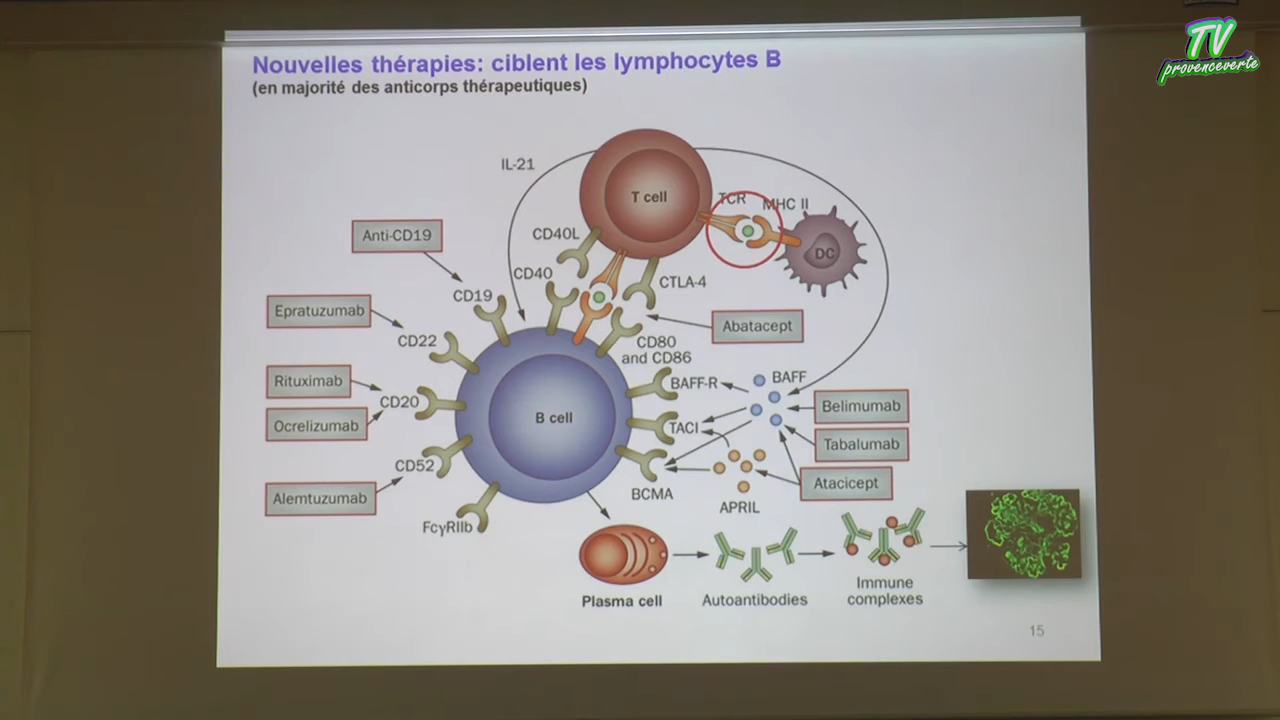 TV
provenceverte
Nouvelles thérapies: ciblent les lymphocytes B
(en majorité des anticorps thérapeutiques)
IL-21
T cell
TCR
MHC II
DC
Anti-CD19
CD40L
CD40
CTLA-4
CD19
Epratuzumab
CD22
Abatacept
CD80
and CD86
Rituximab
CD20
Ocrelizumab
B cell
BAFF-R
BAFF
Belimumab
TACI
Tabalumab
CD52
Alemtuzumab
BCMA
Atacicept
APRIL
FcγRIIb
Plasma cell
Autoantibodies
Immune
complexes
15